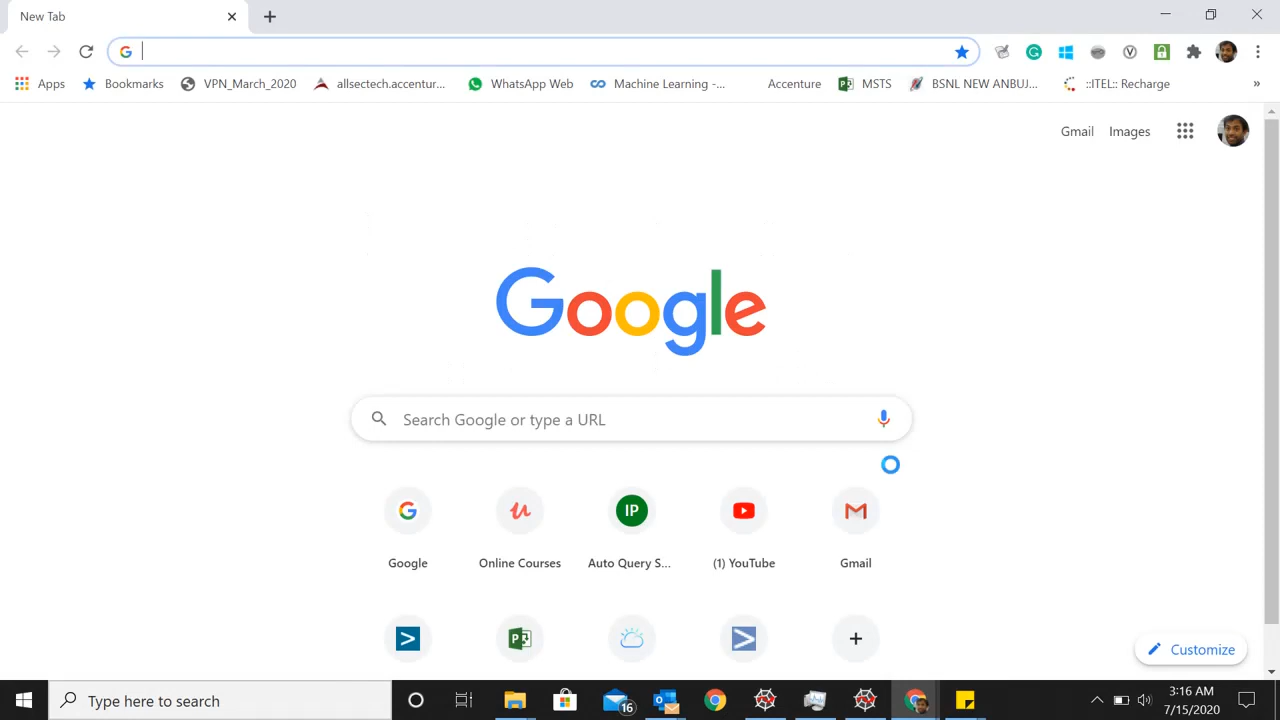 New Tab
Apps Bookmarks VPN_March_2020 allsectech.accentur... WhatsApp Web Machine Learning -... Accenture MSTS BSNL NEW ANBUJ... ::ITEL:: Recharge »
Gmail Images
Google
Search Google or type a URL
IP
Google Online Courses Auto Query S... (1) YouTube Gmail
Customize
Type here to search
16
3:16 AM
7/15/2020